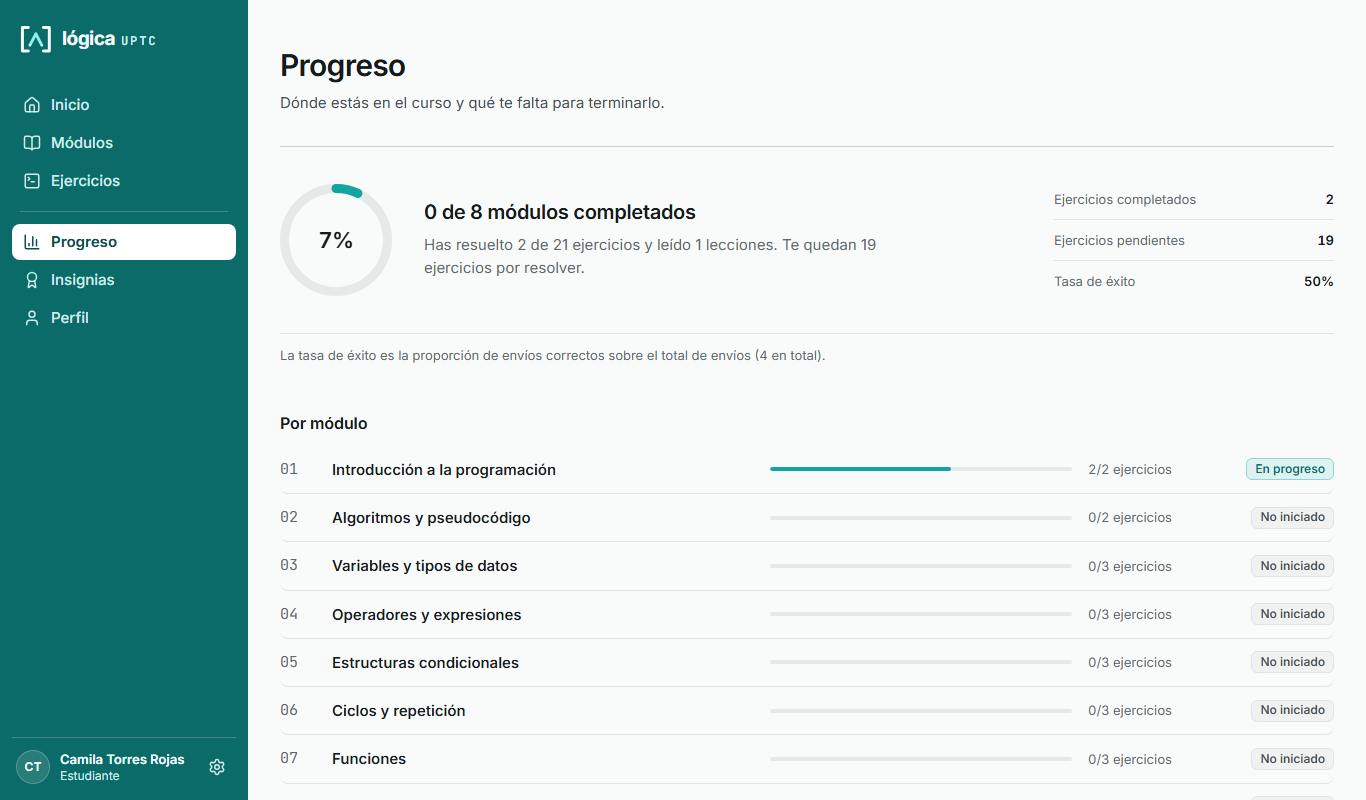 lógica UPTC
Inicio
Módulos
Ejercicios
Progreso
Insignias
Perfil
CT
Camila Torres Rojas
Estudiante
Progreso
Dónde estás en el curso y qué te falta para terminarlo.
7%
0 de 8 módulos completados
Has resuelto 2 de 21 ejercicios y leído 1 lecciones. Te quedan 19
ejercicios por resolver.
Ejercicios completados 2
Ejercicios pendientes 19
Tasa de éxito 50%
La tasa de éxito es la proporción de envíos correctos sobre el total de envíos (4 en total).
Por módulo
01 Introducción a la programación 2/2 ejercicios En progreso
02 Algoritmos y pseudocódigo 0/2 ejercicios No iniciado
03 Variables y tipos de datos 0/3 ejercicios No iniciado
04 Operadores y expresiones 0/3 ejercicios No iniciado
05 Estructuras condicionales 0/3 ejercicios No iniciado
06 Ciclos y repetición 0/3 ejercicios No iniciado
07 Funciones 0/3 ejercicios No iniciado